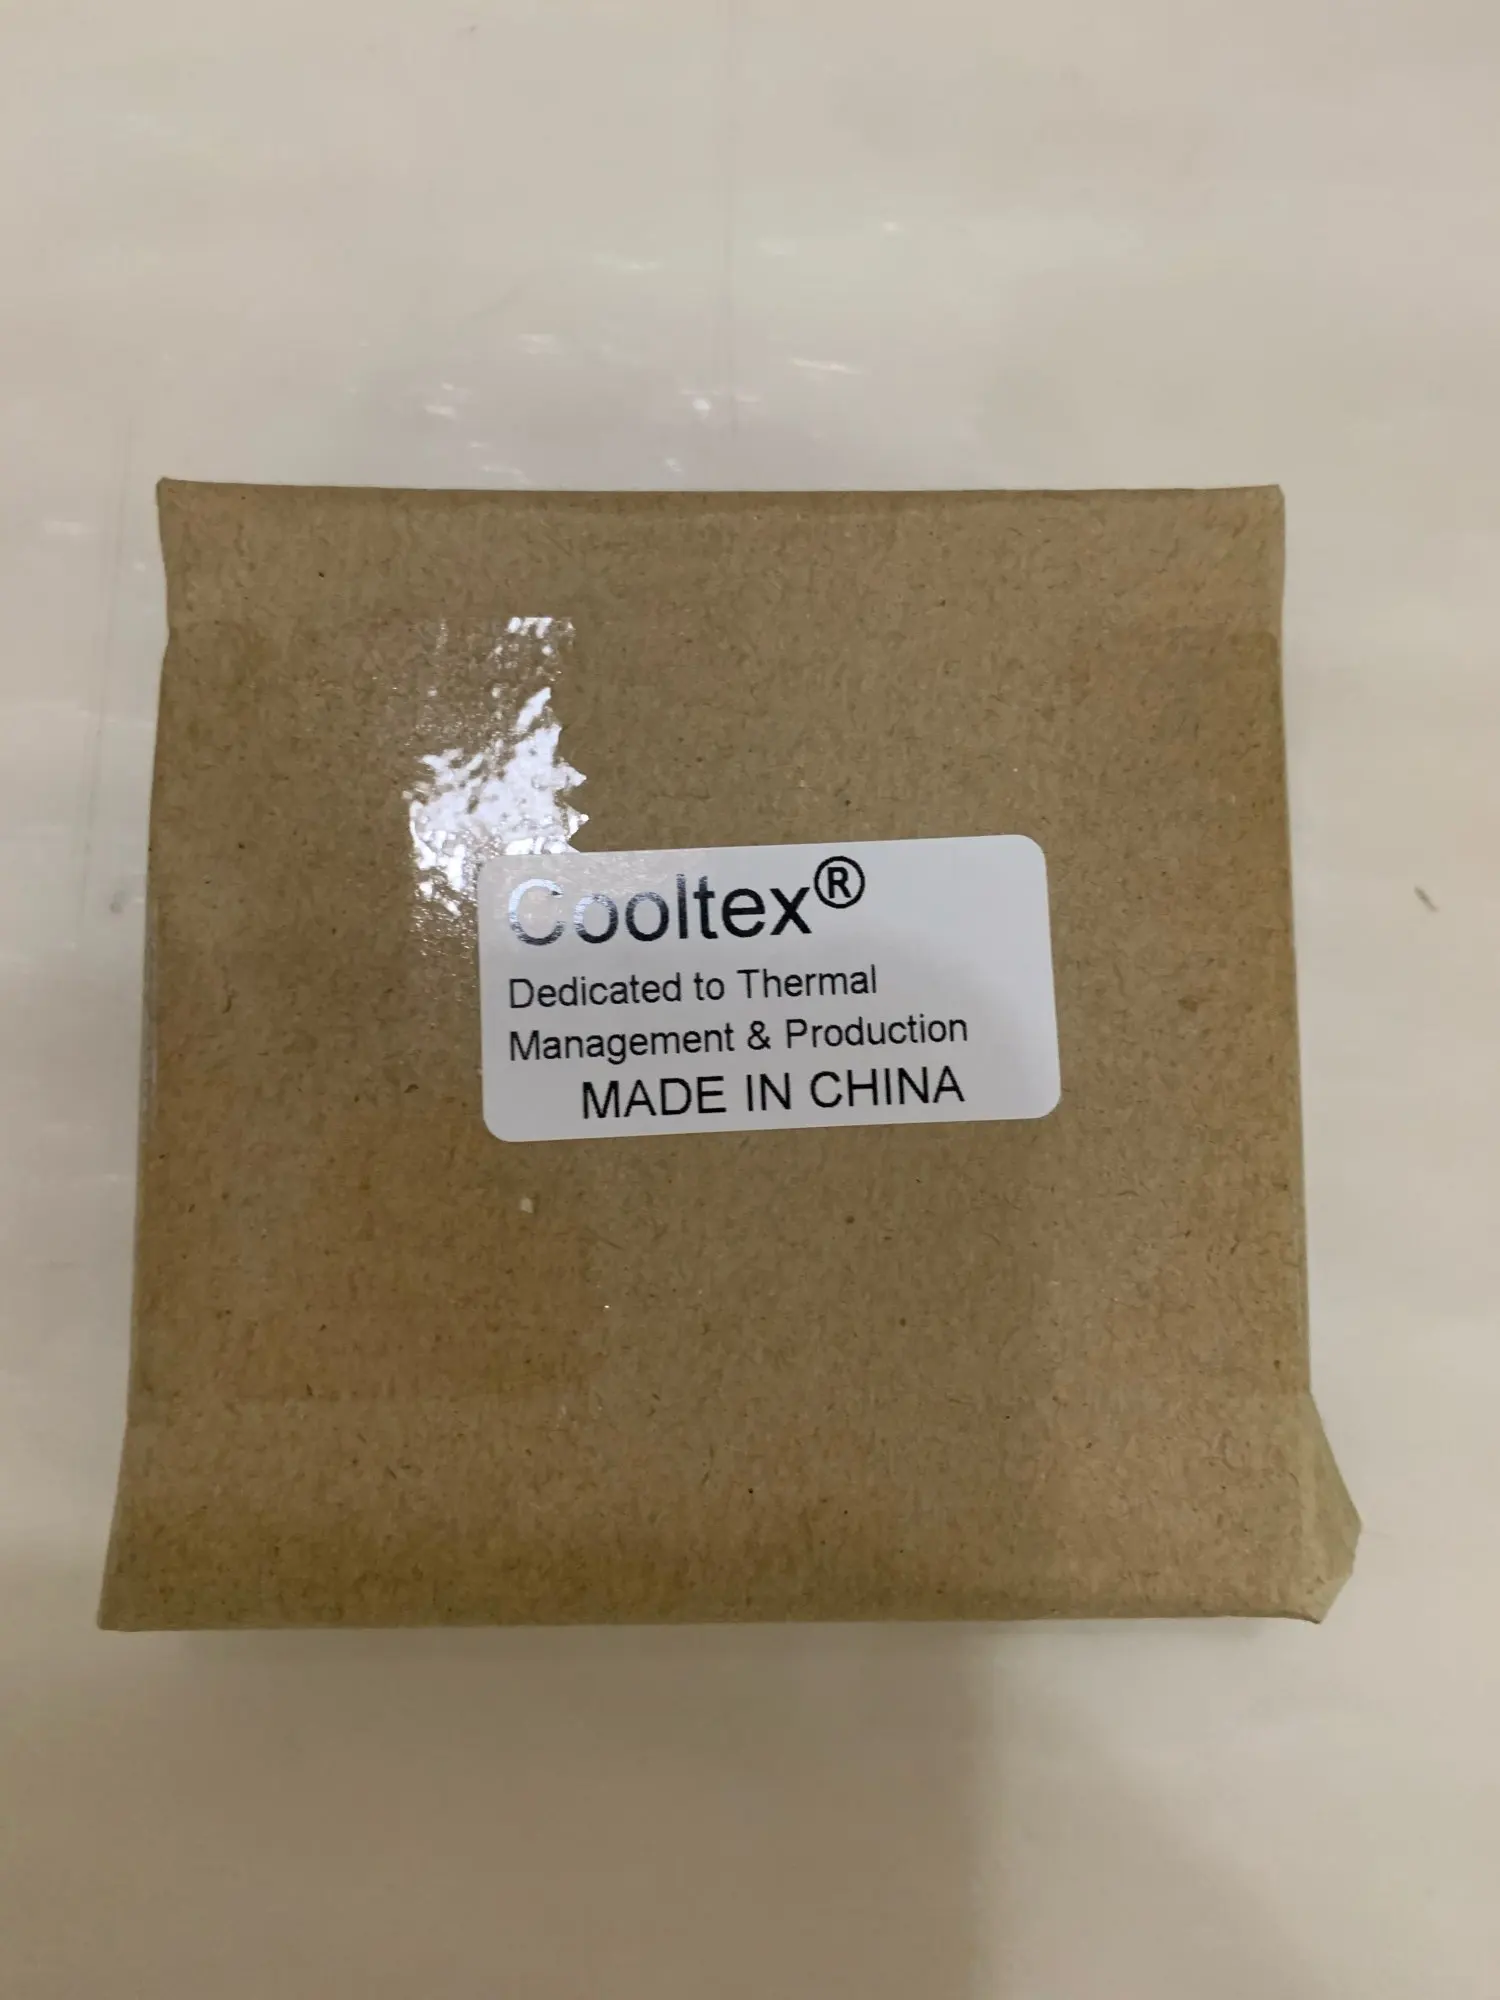 Cooltex®
Dedicated to Thermal
Management & Production
MADE IN CHINA